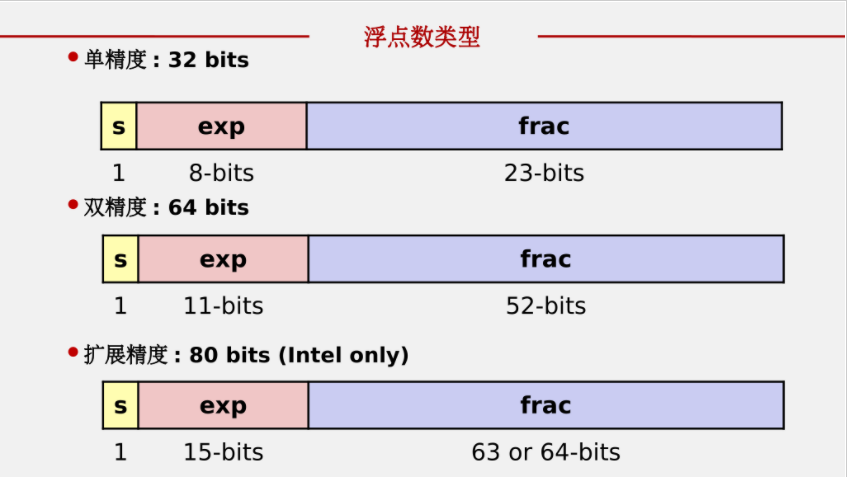 浮点数类型
单精度 : 32 bits
s exp frac
1 8-bits 23-bits
双精度 : 64 bits
s exp frac
1 11-bits 52-bits
扩展精度 : 80 bits (Intel only)
s exp frac
1 15-bits 63 or 64-bits